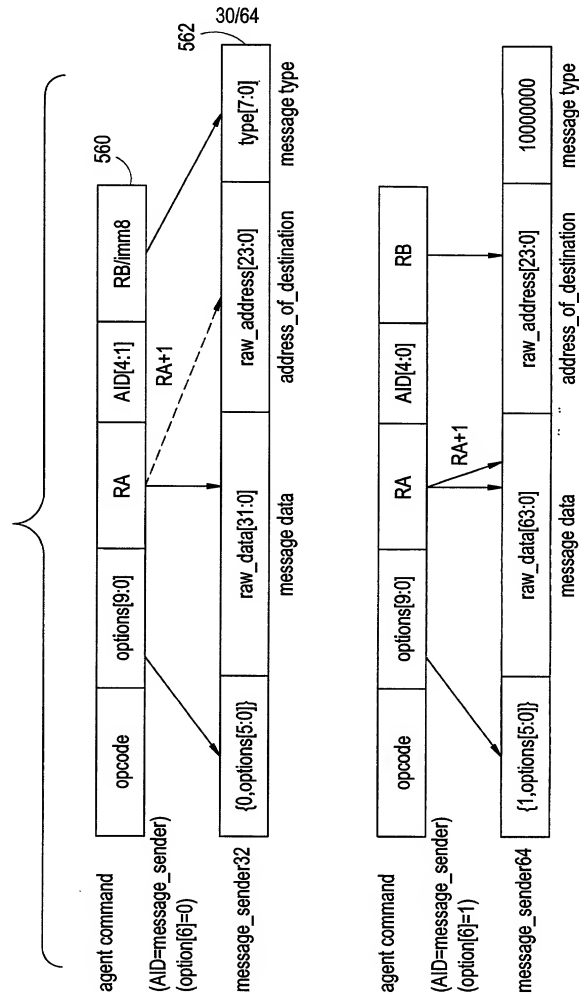 30/64
560
562
agent command
(AID=message_sender)
(option[6]=0)
opcode
options[9:0]
RA
AID[4:1]
RB/imm8
RA+1
message_sender32
{0,options[5:0]}
raw_data[31:0]
raw_address[23:0]
type[7:0]
message data
address_of_destination
message type
agent command
(AID=message_sender)
(option[6]=1)
opcode
options[9:0]
RA
AID[4:0]
RB
RA+1
message_sender64
{1,options[5:0]}
raw_data[63:0]
raw_address[23:0]
10000000
message data
address_of_destination
message type